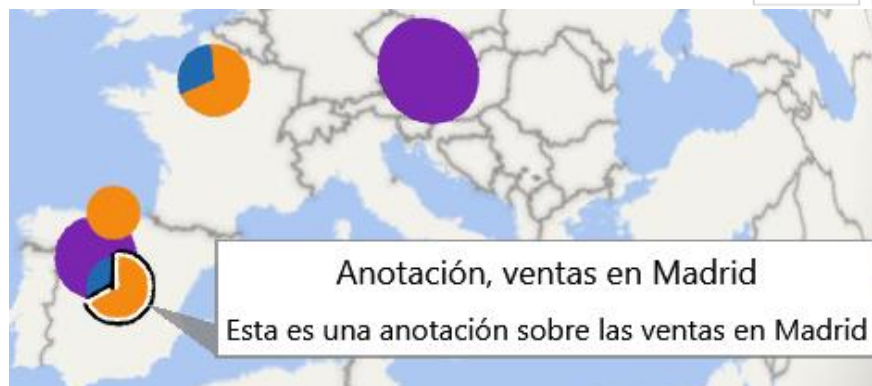 Anotación, ventas en Madrid
Esta es una anotación sobre las ventas en Madrid